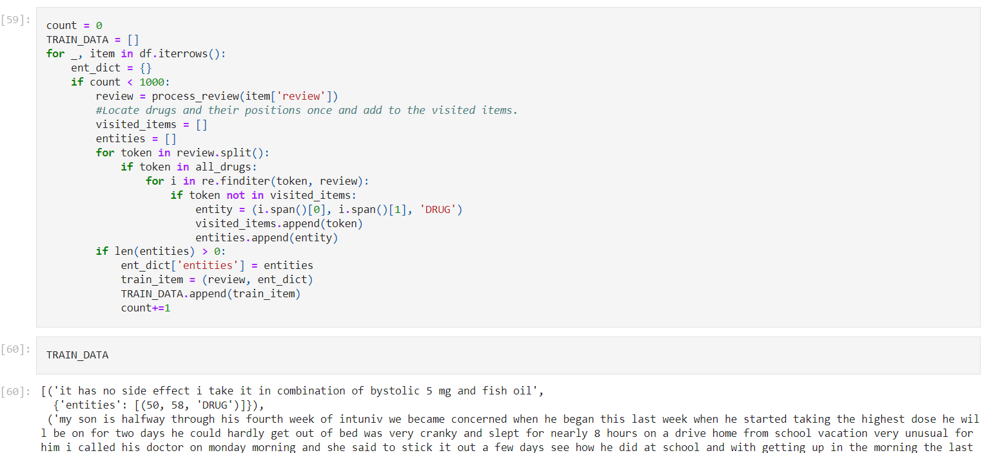 [59]:
count = 0
TRAIN_DATA = []
for _, item in df.iterrows():
    ent_dict = {}
    if count < 1000:
        review = process_review(item['review'])
        #Locate drugs and their positions once and add to the visited items.
        visited_items = []
        entities = []
        for token in review.split():
            if token in all_drugs:
                for i in re.finditer(token, review):
                    if token not in visited_items:
                        entity = (i.span()[0], i.span()[1], 'DRUG')
                        visited_items.append(token)
                        entities.append(entity)
        if len(entities) > 0:
            ent_dict['entities'] = entities
            train_item = (review, ent_dict)
            TRAIN_DATA.append(train_item)
            count+=1
[60]:
TRAIN_DATA
[60]:
[('it has no side effect i take it in combination of bystolic 5 mg and fish oil',
  {'entities': [(50, 58, 'DRUG')]}),
 ('my son is halfway through his fourth week of intuniv we became concerned when he began this last week when he started taking the highest dose he wil
l be on for two days he could hardly get out of bed was very cranky and slept for nearly 8 hours on a drive home from school vacation very unusual for
him i called his doctor on monday morning and she said to stick it out a few days see how he did at school and with getting up in the morning the last